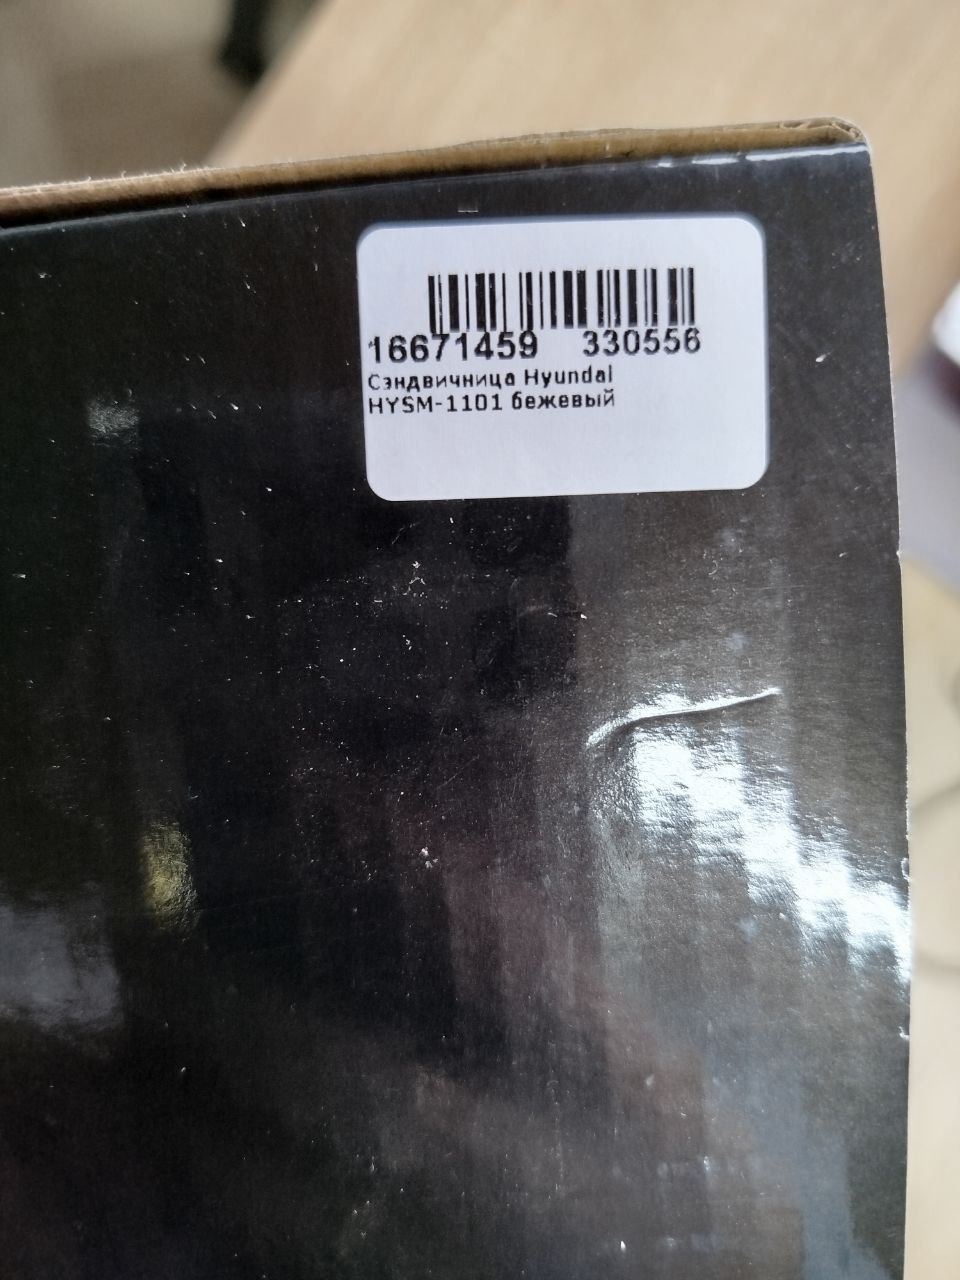 16671459 330556
Сэндвичница Hyundai
HYSM-1101 бежевый